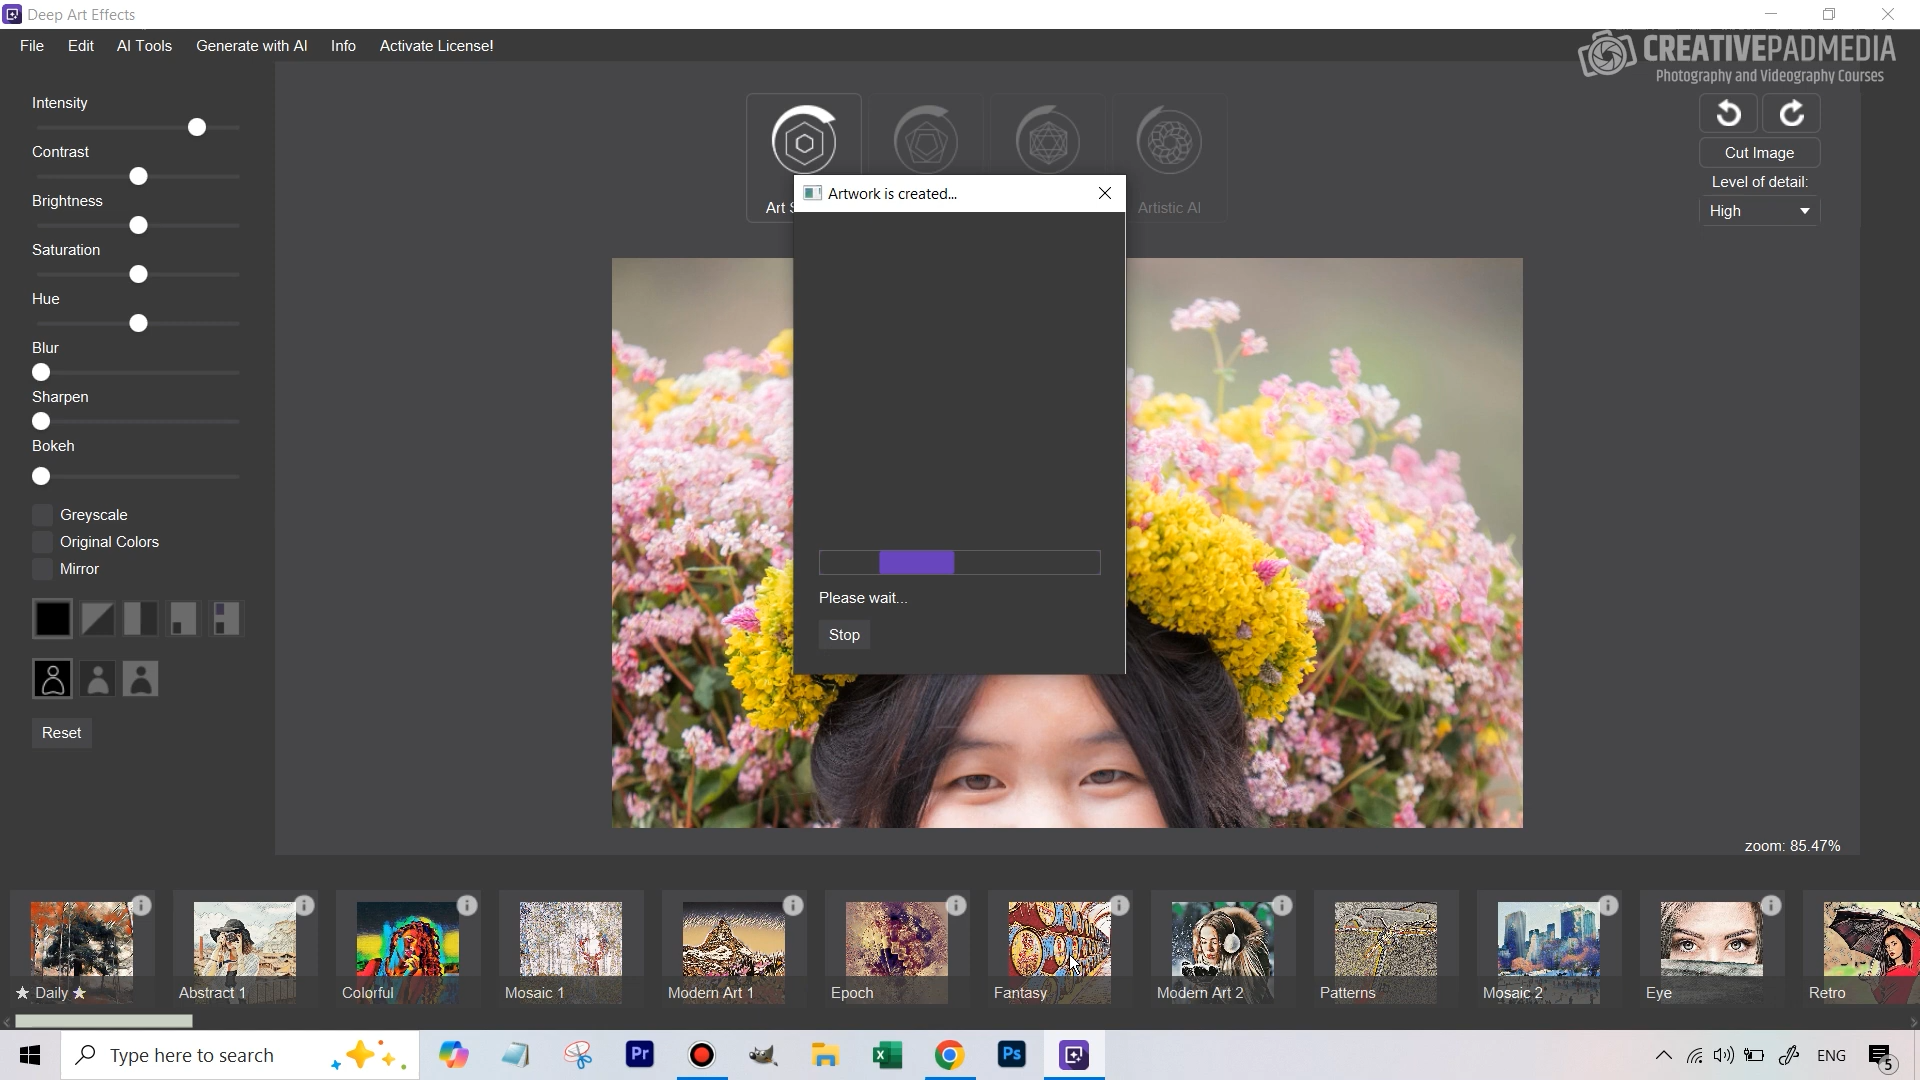 Deep Art Effects
File Edit AI Tools Generate with AI Info Activate License!
CREATIVEPADMEDIA
Photography and Videography Courses
Intensity
Contrast
Brightness
Saturation
Hue
Blur
Sharpen
Bokeh
Greyscale
Original Colors
Mirror
Reset
Art S
Artistic AI
Artwork is created...
Please wait...
Stop
Cut Image
Level of detail:
High
zoom: 85.47%
★ Daily ★
Abstract 1
Colorful
Mosaic 1
Modern Art 1
Epoch
Fantasy
Modern Art 2
Patterns
Mosaic 2
Eye
Retro
Type here to search
Pr
Ps
ENG
5